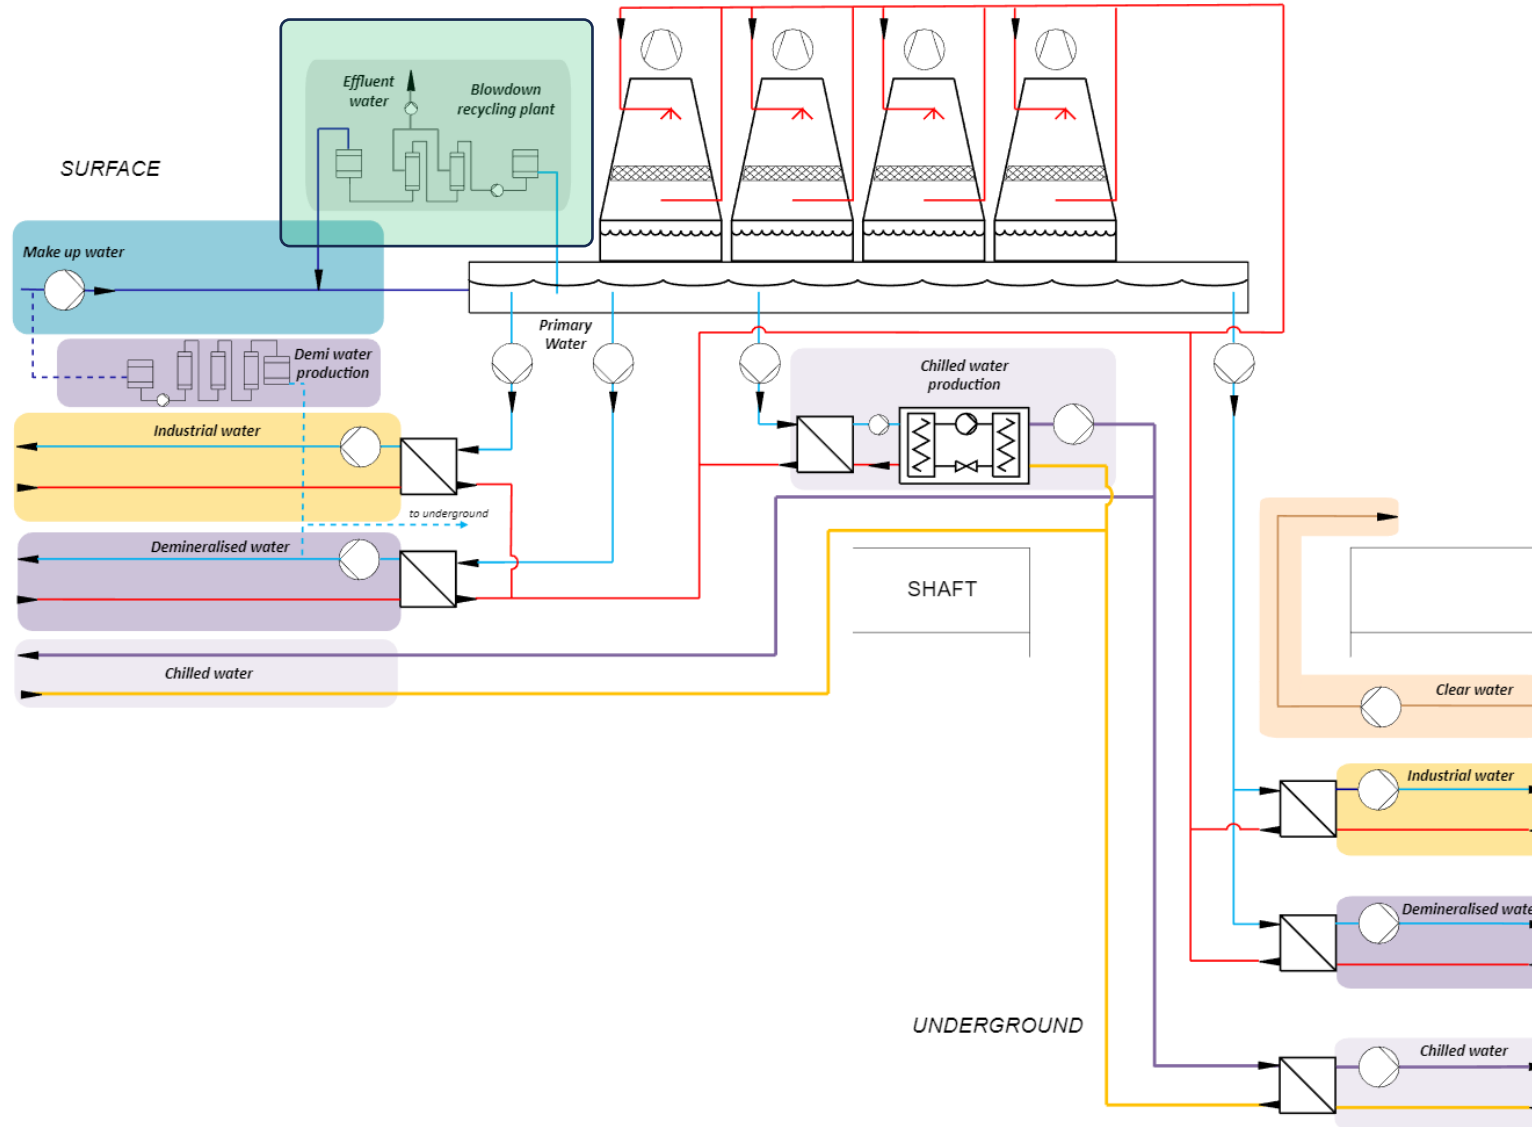 Effluent
water
Blowdown
recycling plant
SURFACE
Make up water
Primary
Water
Demi water
production
Chilled water
production
Industrial water
to underground
Demineralised water
SHAFT
Chilled water
Clear water
Industrial water
Demineralised wate
UNDERGROUND
Chilled water